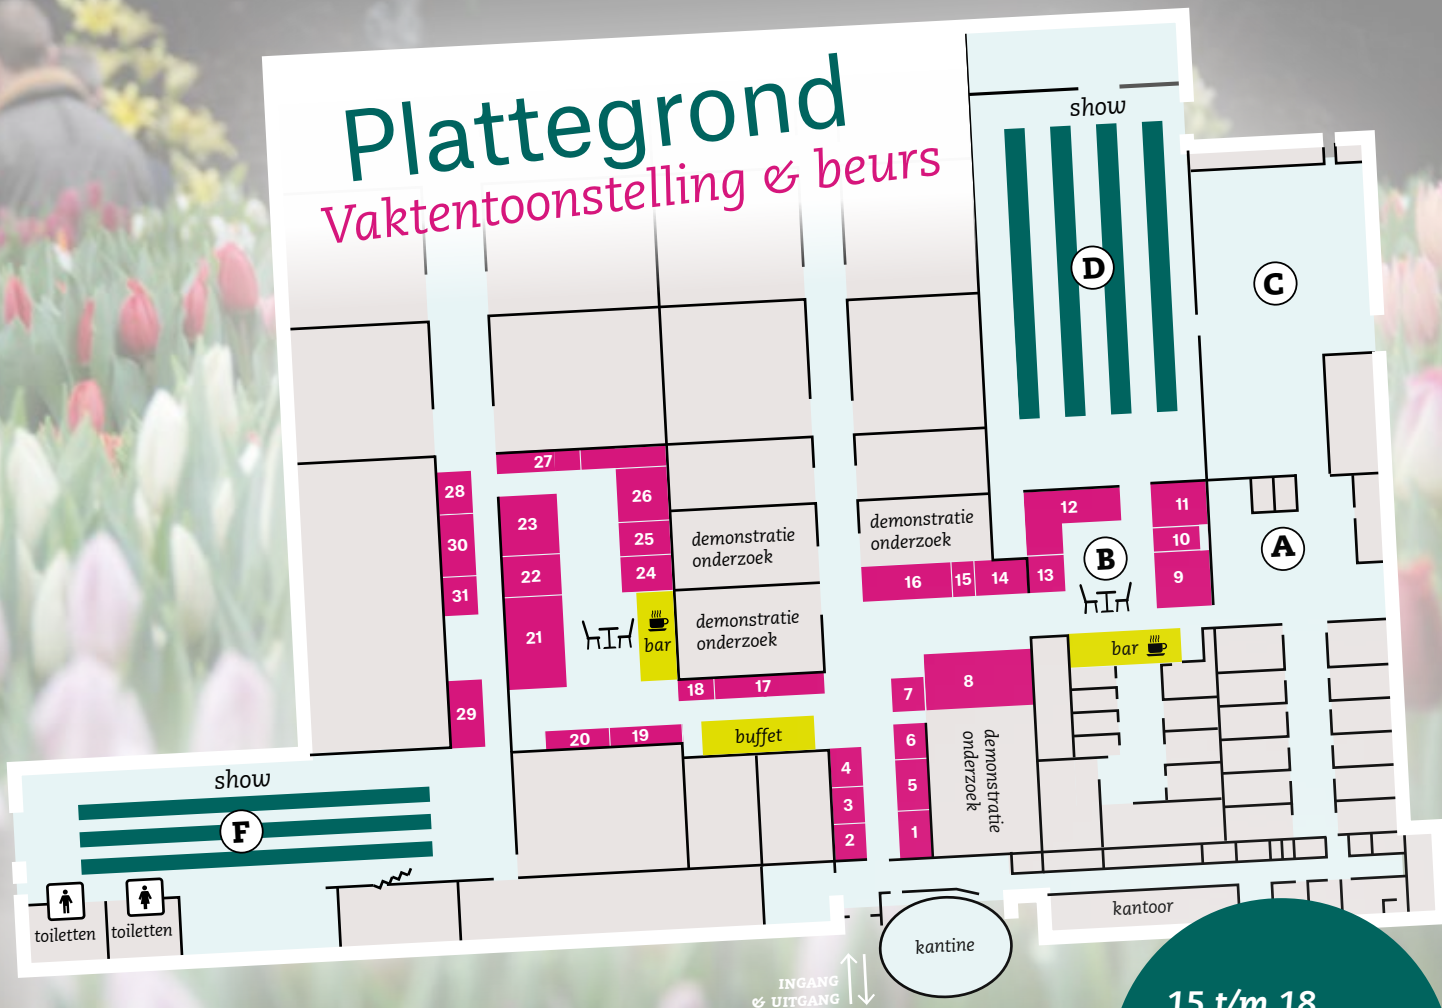 Plattegrond
Vaktentoonstelling & beurs
show
D
C
27
28
26
23
12
11
demonstratie
onderzoek
demonstratie
onderzoek
25
30
10
B
A
22
24
16
15
14
13
9
31
demonstratie
onderzoek
21
bar
bar
18
17
8
7
29
20
19
buffet
6
demonstratie
onderzoek
4
5
3
1
2
show
F
toiletten
toiletten
kantoor
kantine
INGANG
& UITGANG
15 t/m 18